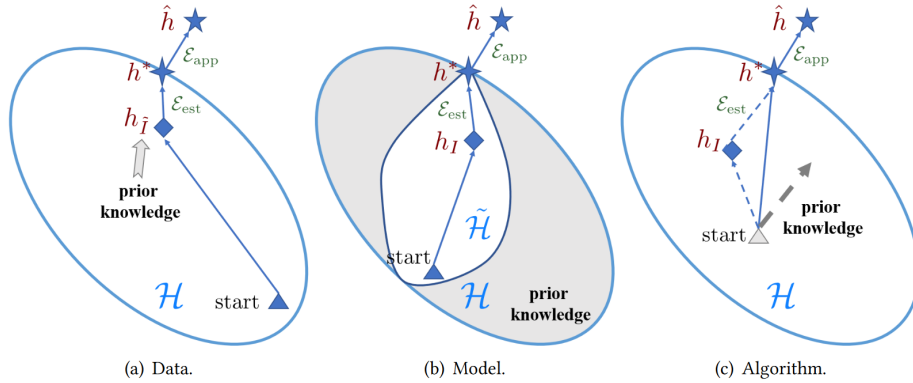 ĥ
ℰ_app
h*
ℰ_est
h_Ĩ
prior
knowledge
start
ℋ
(a) Data.
ĥ
ℰ_app
h*
ℰ_est
h_I
ℋ̃
start
ℋ
prior
knowledge
(b) Model.
ĥ
ℰ_app
h*
h_I
start
prior
knowledge
ℋ
(c) Algorithm.